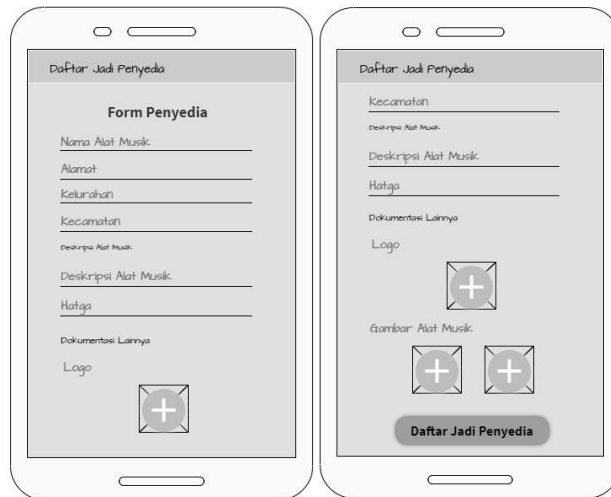 Daftar Jadi Penyedia
Form Penyedia
Nama Alat Musik
Alamat
Kelurahan
Kecamatan
Deskripsi Alat Musik
Deskripsi Alat Musik
Hatga
Dokumentasi Lainnya
Logo
Daftar Jadi Penyedia
Kecamatan
Deskripsi Alat Musik
Deskripsi Alat Musik
Hatga
Dokumentasi Lainnya
Logo
Gambar Alat Musik
Daftar Jadi Penyedia